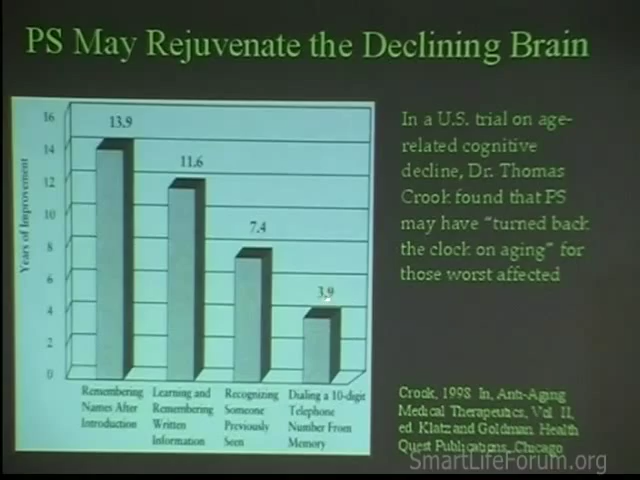 PS May Rejuvenate the Declining Brain
16
14
12
10
8
6
4
2
0
Years of Improvement
13.9
11.6
7.4
3.9
Remembering
Names After
Introduction
Learning and
Remembering
Written
Information
Recognizing
Someone
Previously
Seen
Dialing a 10-digit
Telephone
Number From
Memory
In a U.S. trial on age-
related cognitive
decline, Dr. Thomas
Crook found that PS
may have "turned back
the clock on aging" for
those worst affected
Crook, 1998. In, Anti-Aging
Medical Therapeutics, Vol. II,
ed. Klatz and Goldman. Health
Quest Publications, Chicago
SmartLifeForum.org